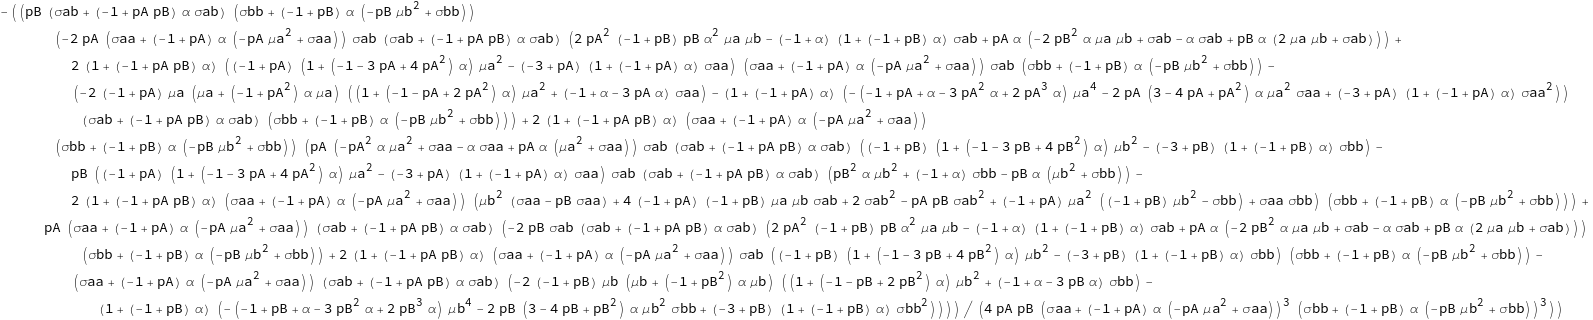 -((pB (σab + (-1 + pA pB) α σab) (σbb + (-1 + pB) α (-pB μb² + σbb))
(-2 pA (σaa + (-1 + pA) α (-pA μa² + σaa)) σab (σab + (-1 + pA pB) α σab) (2 pA² (-1 + pB) pB α² μa μb - (-1 + α) (1 + (-1 + pB) α) σab + pA α (-2 pB² α μa μb + σab - α σab + pB α (2 μa μb + σab))) +
2 (1 + (-1 + pA pB) α) ((-1 + pA) (1 + (-1 - 3 pA + 4 pA²) α) μa² - (-3 + pA) (1 + (-1 + pA) α) σaa) (σaa + (-1 + pA) α (-pA μa² + σaa)) σab (σbb + (-1 + pB) α (-pB μb² + σbb)) -
(-2 (-1 + pA) μa (μa + (-1 + pA²) α μa) ((1 + (-1 - pA + 2 pA²) α) μa² + (-1 + α - 3 pA α) σaa) - (1 + (-1 + pA) α) (-(-1 + pA + α - 3 pA² α + 2 pA³ α) μa⁴ - 2 pA (3 - 4 pA + pA²) α μa² σaa + (-3 + pA) (1 + (-1 + pA) α) σaa²))
(σab + (-1 + pA pB) α σab) (σbb + (-1 + pB) α (-pB μb² + σbb))) + 2 (1 + (-1 + pA pB) α) (σaa + (-1 + pA) α (-pA μa² + σaa))
(σbb + (-1 + pB) α (-pB μb² + σbb)) (pA (-pA² α μa² + σaa - α σaa + pA α (μa² + σaa)) σab (σab + (-1 + pA pB) α σab) ((-1 + pB) (1 + (-1 - 3 pB + 4 pB²) α) μb² - (-3 + pB) (1 + (-1 + pB) α) σbb) -
pB ((-1 + pA) (1 + (-1 - 3 pA + 4 pA²) α) μa² - (-3 + pA) (1 + (-1 + pA) α) σaa) σab (σab + (-1 + pA pB) α σab) (pB² α μb² + (-1 + α) σbb - pB α (μb² + σbb)) -
2 (1 + (-1 + pA pB) α) (σaa + (-1 + pA) α (-pA μa² + σaa)) (μb² (σaa - pB σaa) + 4 (-1 + pA) (-1 + pB) μa μb σab + 2 σab² - pA pB σab² + (-1 + pA) μa² ((-1 + pB) μb² - σbb) + σaa σbb) (σbb + (-1 + pB) α (-pB μb² + σbb))) +
pA (σaa + (-1 + pA) α (-pA μa² + σaa)) (σab + (-1 + pA pB) α σab) (-2 pB σab (σab + (-1 + pA pB) α σab) (2 pA² (-1 + pB) pB α² μa μb - (-1 + α) (1 + (-1 + pB) α) σab + pA α (-2 pB² α μa μb + σab - α σab + pB α (2 μa μb + σab)))
(σbb + (-1 + pB) α (-pB μb² + σbb)) + 2 (1 + (-1 + pA pB) α) (σaa + (-1 + pA) α (-pA μa² + σaa)) σab ((-1 + pB) (1 + (-1 - 3 pB + 4 pB²) α) μb² - (-3 + pB) (1 + (-1 + pB) α) σbb) (σbb + (-1 + pB) α (-pB μb² + σbb)) -
(σaa + (-1 + pA) α (-pA μa² + σaa)) (σab + (-1 + pA pB) α σab) (-2 (-1 + pB) μb (μb + (-1 + pB²) α μb) ((1 + (-1 - pB + 2 pB²) α) μb² + (-1 + α - 3 pB α) σbb) -
(1 + (-1 + pB) α) (-(-1 + pB + α - 3 pB² α + 2 pB³ α) μb⁴ - 2 pB (3 - 4 pB + pB²) α μb² σbb + (-3 + pB) (1 + (-1 + pB) α) σbb²)))) / (4 pA pB (σaa + (-1 + pA) α (-pA μa² + σaa))³ (σbb + (-1 + pB) α (-pB μb² + σbb))³))